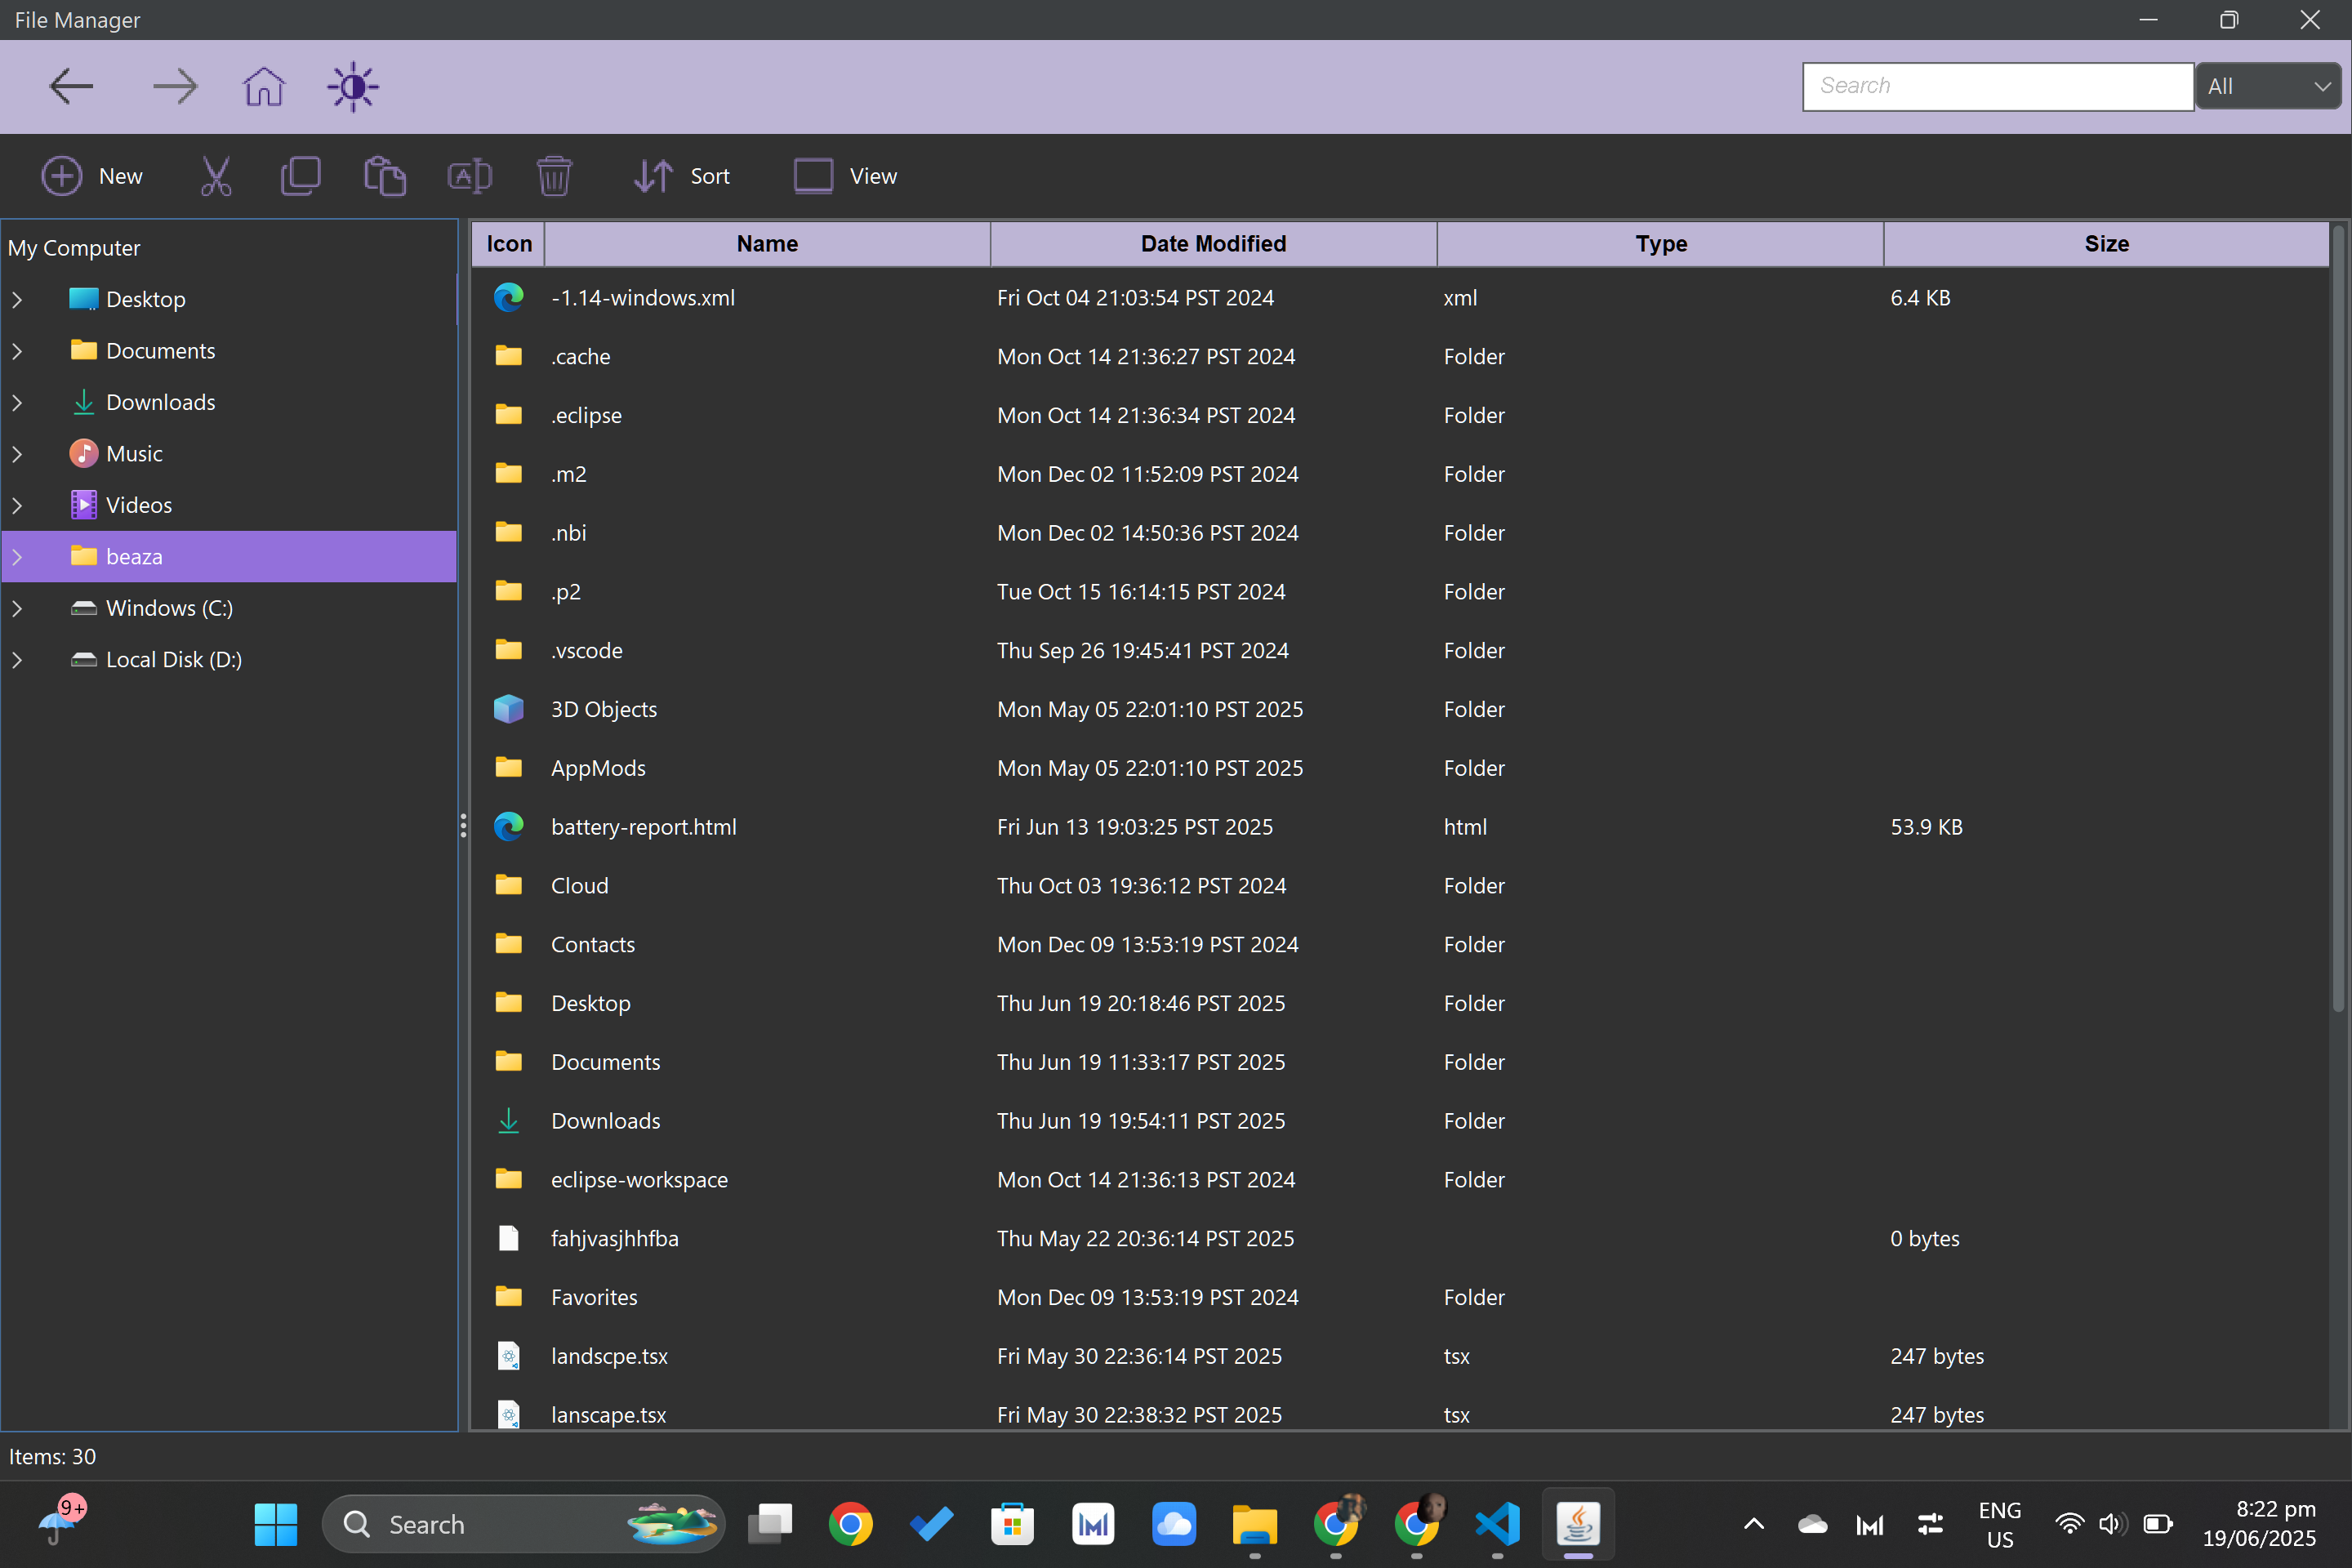 File Manager
Search
All
New
Sort
View
My Computer
Desktop
Documents
Downloads
Music
Videos
beaza
Windows (C:)
Local Disk (D:)
Icon Name Date Modified Type Size
-1.14-windows.xml Fri Oct 04 21:03:54 PST 2024 xml 6.4 KB
.cache Mon Oct 14 21:36:27 PST 2024 Folder
.eclipse Mon Oct 14 21:36:34 PST 2024 Folder
.m2 Mon Dec 02 11:52:09 PST 2024 Folder
.nbi Mon Dec 02 14:50:36 PST 2024 Folder
.p2 Tue Oct 15 16:14:15 PST 2024 Folder
.vscode Thu Sep 26 19:45:41 PST 2024 Folder
3D Objects Mon May 05 22:01:10 PST 2025 Folder
AppMods Mon May 05 22:01:10 PST 2025 Folder
battery-report.html Fri Jun 13 19:03:25 PST 2025 html 53.9 KB
Cloud Thu Oct 03 19:36:12 PST 2024 Folder
Contacts Mon Dec 09 13:53:19 PST 2024 Folder
Desktop Thu Jun 19 20:18:46 PST 2025 Folder
Documents Thu Jun 19 11:33:17 PST 2025 Folder
Downloads Thu Jun 19 19:54:11 PST 2025 Folder
eclipse-workspace Mon Oct 14 21:36:13 PST 2024 Folder
fahjvasjhhfba Thu May 22 20:36:14 PST 2025 0 bytes
Favorites Mon Dec 09 13:53:19 PST 2024 Folder
landscpe.tsx Fri May 30 22:36:14 PST 2025 tsx 247 bytes
lanscape.tsx Fri May 30 22:38:32 PST 2025 tsx 247 bytes
Items: 30
9+
Search
ENG
US
8:22 pm
19/06/2025